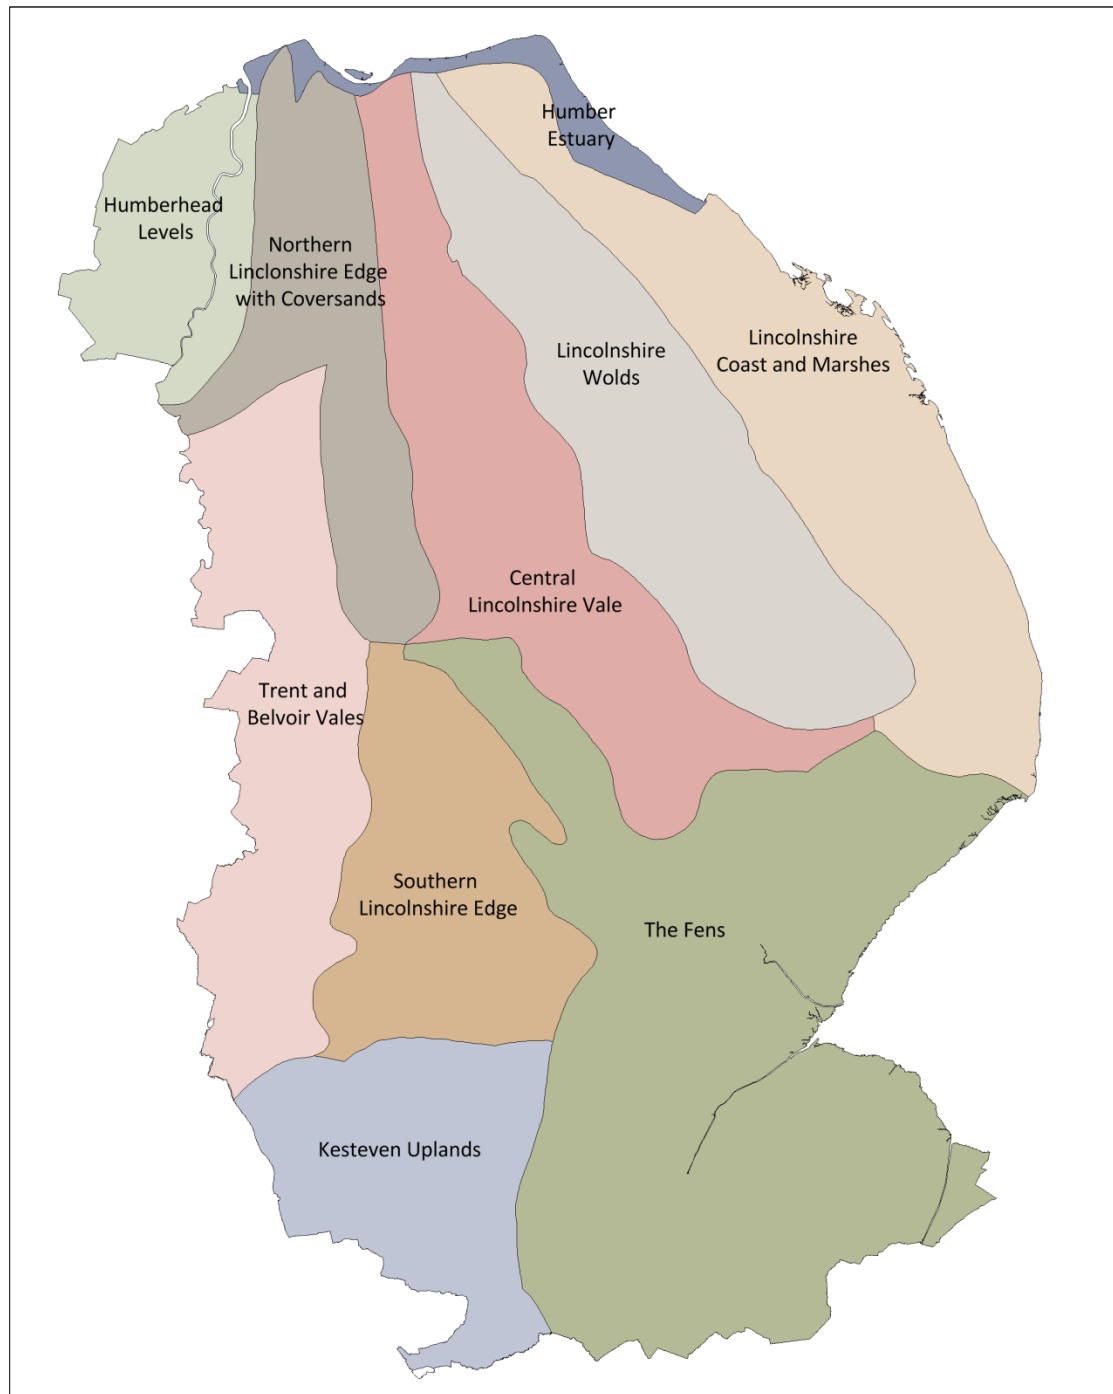 Humber
Estuary
Humberhead
Levels
Northern
Linclonshire Edge
with Coversands
Lincolnshire
Coast and Marshes
Lincolnshire
Wolds
Central
Lincolnshire Vale
Trent and
Belvoir Vales
Southern
Lincolnshire Edge
The Fens
Kesteven Uplands